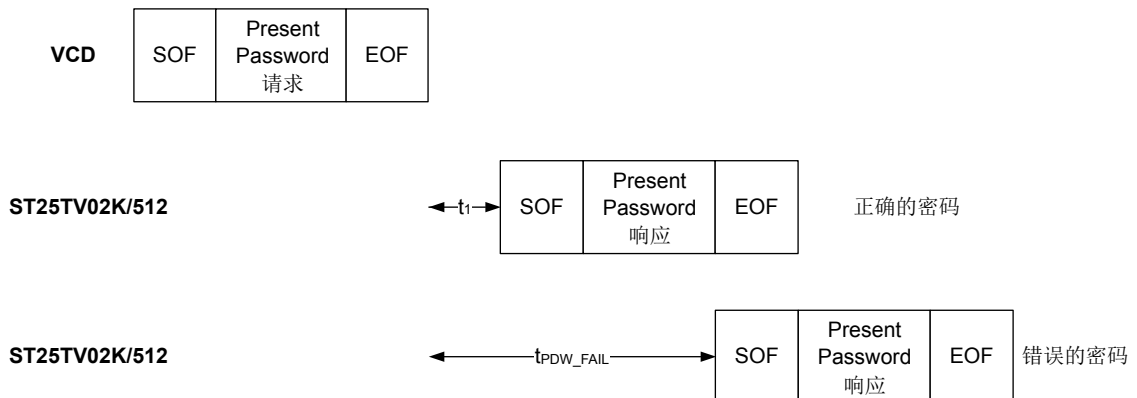 VCD
SOF
Present
Password
请求
EOF
ST25TV02K/512
t1
SOF
Present
Password
响应
EOF
正确的密码
ST25TV02K/512
tPDW_FAIL
SOF
Present
Password
响应
EOF
错误的密码